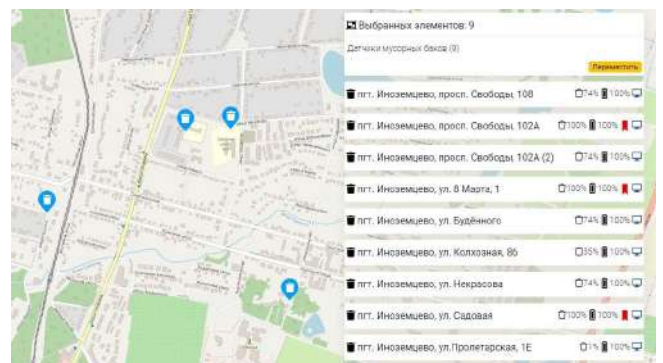 Выбранных элементов: 9
Датчики мусорных баков (9)
Переместить
пгт. Иноземцево, просп. Свободы, 108 74% 100%
пгт. Иноземцево, просп. Свободы, 102А 100% 100%
пгт. Иноземцево, просп. Свободы, 102А (2) 74% 100%
пгт. Иноземцево, ул. 8 Марта, 1 100% 100%
пгт. Иноземцево, ул. Будённого 74% 100%
пгт. Иноземцево, ул. Колхозная, 86 35% 100%
пгт. Иноземцево, ул. Некрасова 74% 100%
пгт. Иноземцево, ул. Садовая 100% 100%
пгт. Иноземцево, ул.Пролетарская, 1Е 1% 100%